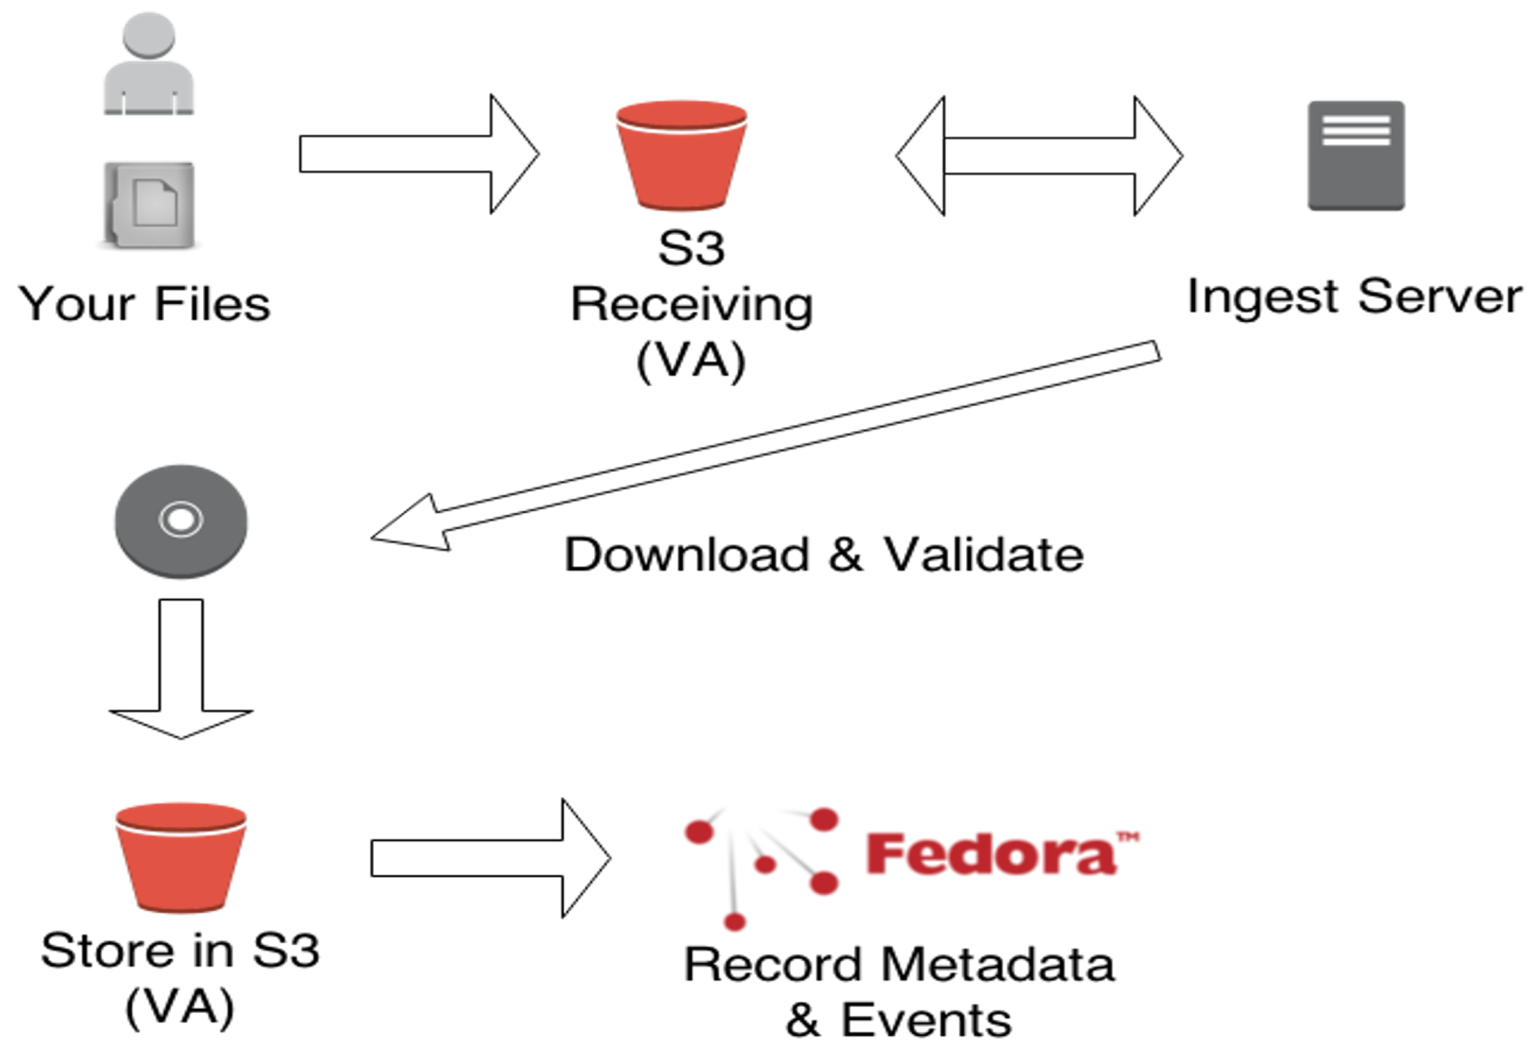 Your Files
S3
Receiving
(VA)
Ingest Server
Download & Validate
Store in S3
(VA)
Fedora™
Record Metadata
& Events